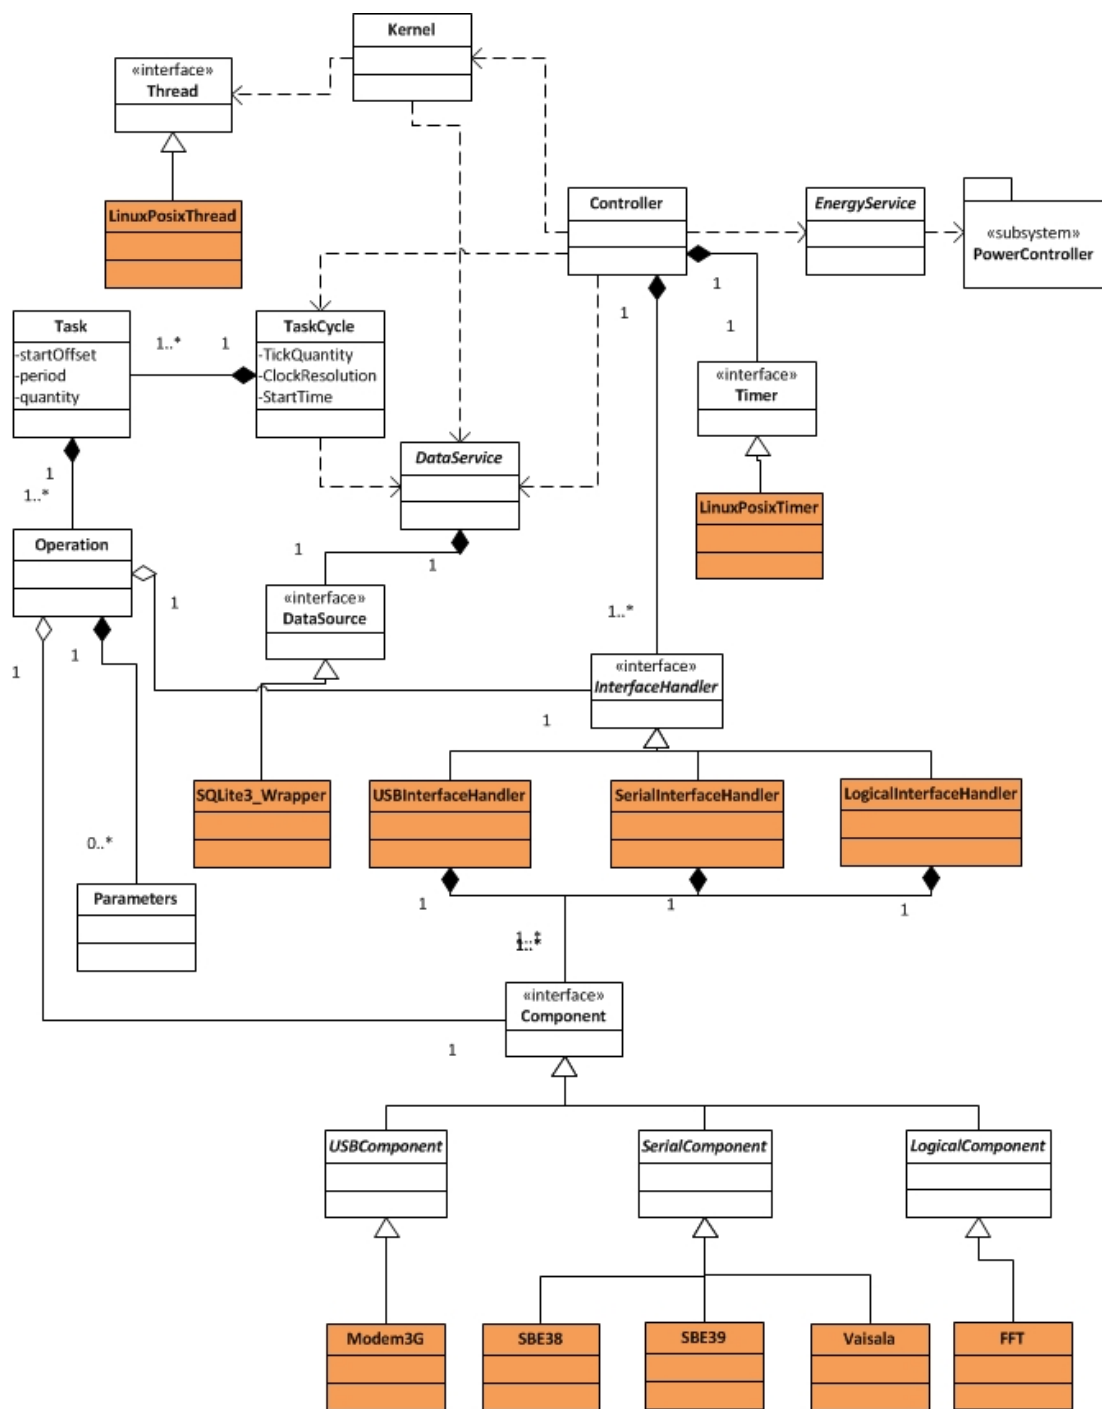 Kernel
«interface»
Thread
LinuxPosixThread
Controller
EnergyService
«subsystem»
PowerController
1
1
1
Task
-startOffset
-period
-quantity
1..*
1
TaskCycle
-TickQuantity
-ClockResolution
-StartTime
«interface»
Timer
DataService
1
1..*
LinuxPosixTimer
Operation
1
1
«interface»
DataSource
1
1..*
1
1
«interface»
InterfaceHandler
1
SQLite3_Wrapper
USBInterfaceHandler
SerialInterfaceHandler
LogicalInterfaceHandler
0..*
Parameters
1
1
1
1..*
1..*
«interface»
Component
1
USBComponent
SerialComponent
LogicalComponent
Modem3G
SBE38
SBE39
Vaisala
FFT